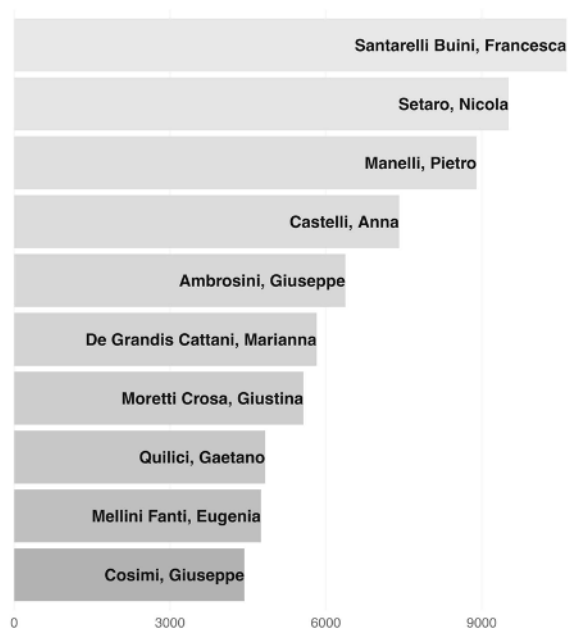 Santarelli Buini, Francesca
Setaro, Nicola
Manelli, Pietro
Castelli, Anna
Ambrosini, Giuseppe
De Grandis Cattani, Marianna
Moretti Crosa, Giustina
Quilici, Gaetano
Mellini Fanti, Eugenia
Cosimi, Giuseppe
0 3000 6000 9000